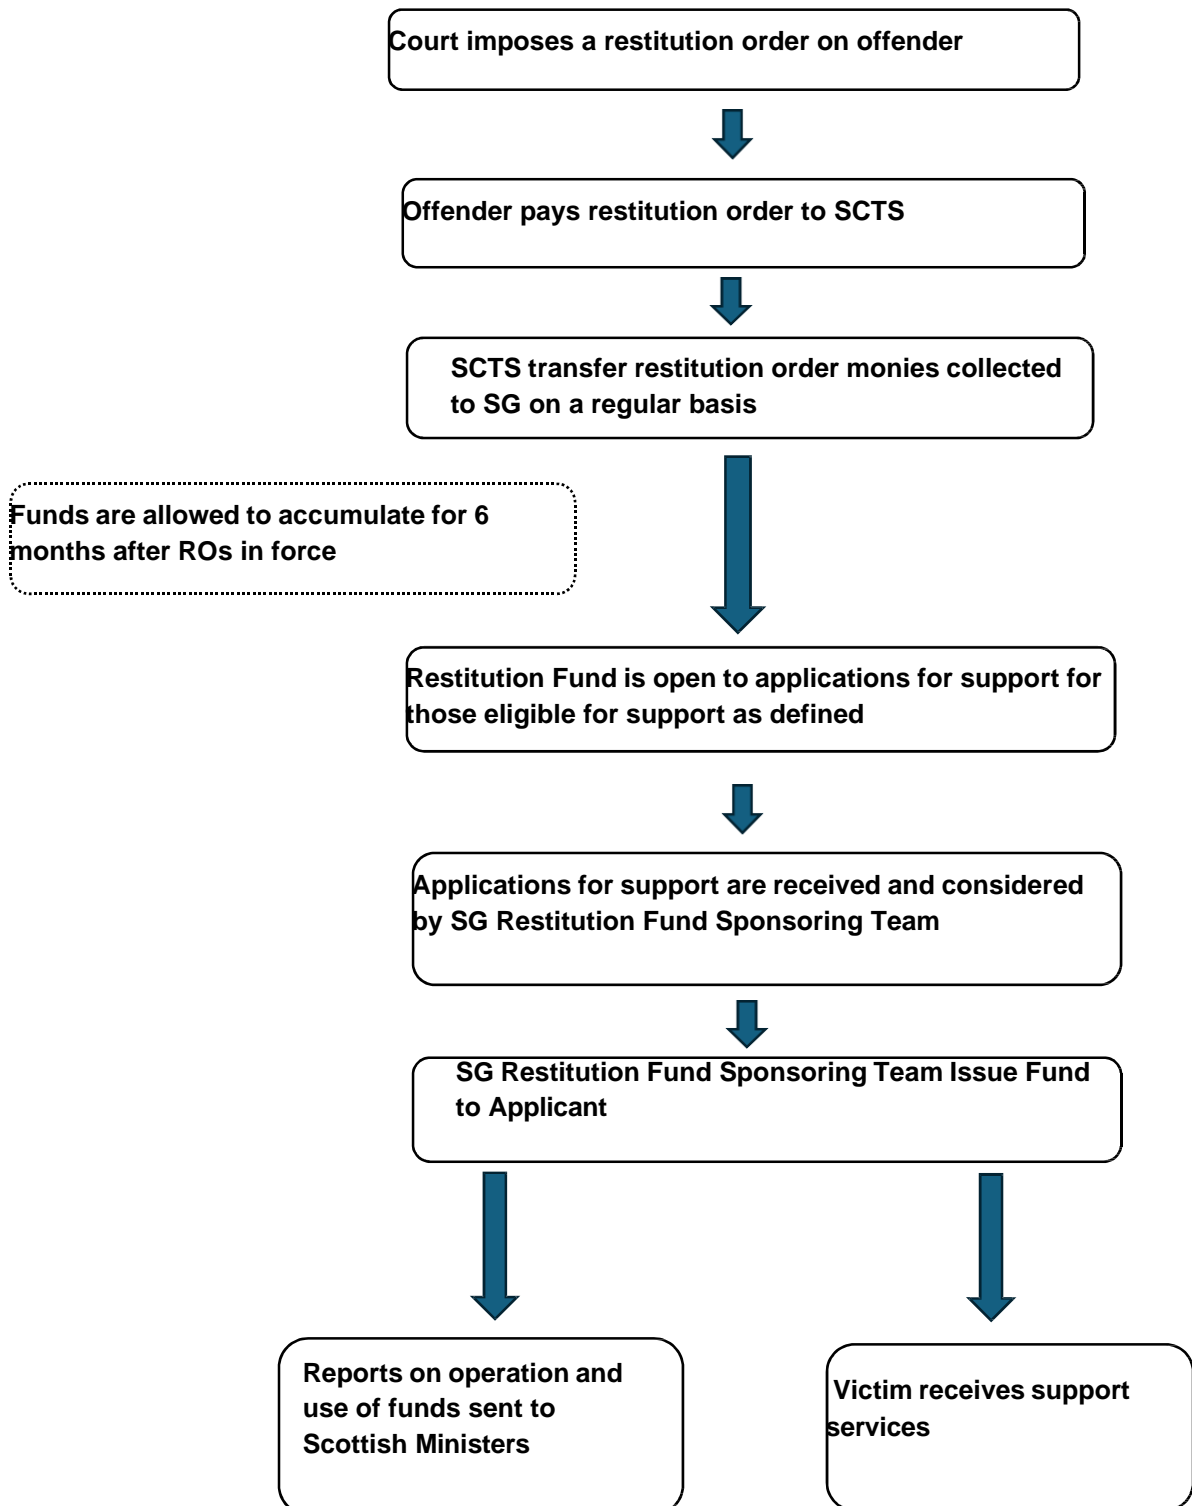 Court imposes a restitution order on offender
Offender pays restitution order to SCTS
SCTS transfer restitution order monies collected
to SG on a regular basis
Funds are allowed to accumulate for 6
months after ROs in force
Restitution Fund is open to applications for support for
those eligible for support as defined
Applications for support are received and considered
by SG Restitution Fund Sponsoring Team
SG Restitution Fund Sponsoring Team Issue Fund
to Applicant
Reports on operation and
use of funds sent to
Scottish Ministers
Victim receives support
services